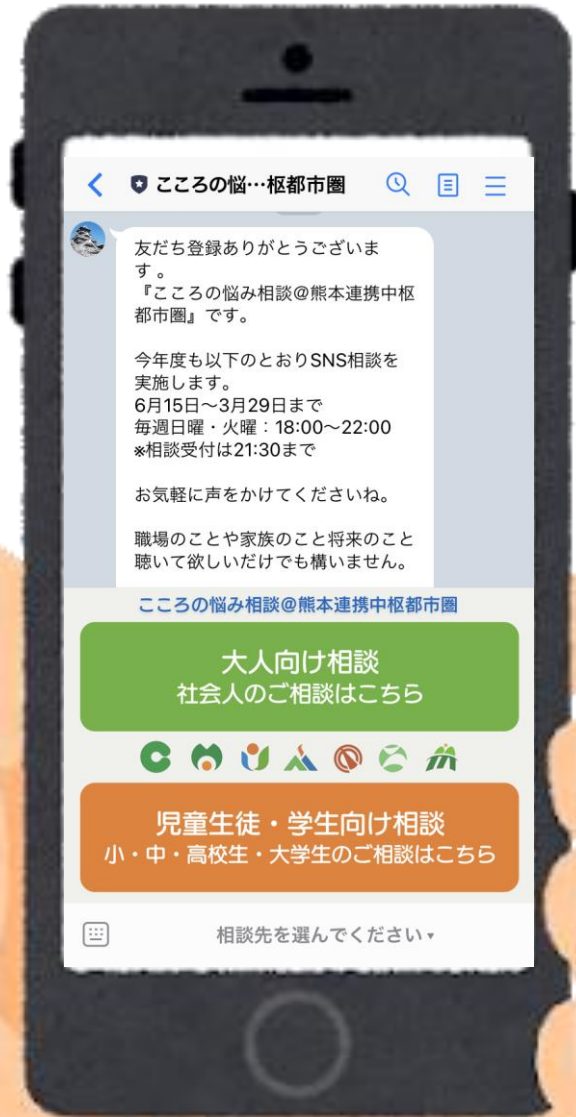 こころの悩…枢都市圏
友だち登録ありがとうございま
す 。
『こころの悩み相談@熊本連携中枢
都市圏』です。
今年度も以下のとおりSNS相談を
実施します。
6月15日〜3月29日まで
毎週日曜・火曜：18:00〜22:00
※相談受付は21:30まで
お気軽に声をかけてくださいね。
職場のことや家族のこと将来のこと
聴いて欲しいだけでも構いません。
こころの悩み相談@熊本連携中枢都市圏
大人向け相談
社会人のご相談はこちら
児童生徒・学生向け相談
小・中・高校生・大学生のご相談はこちら
相談先を選んでください▾